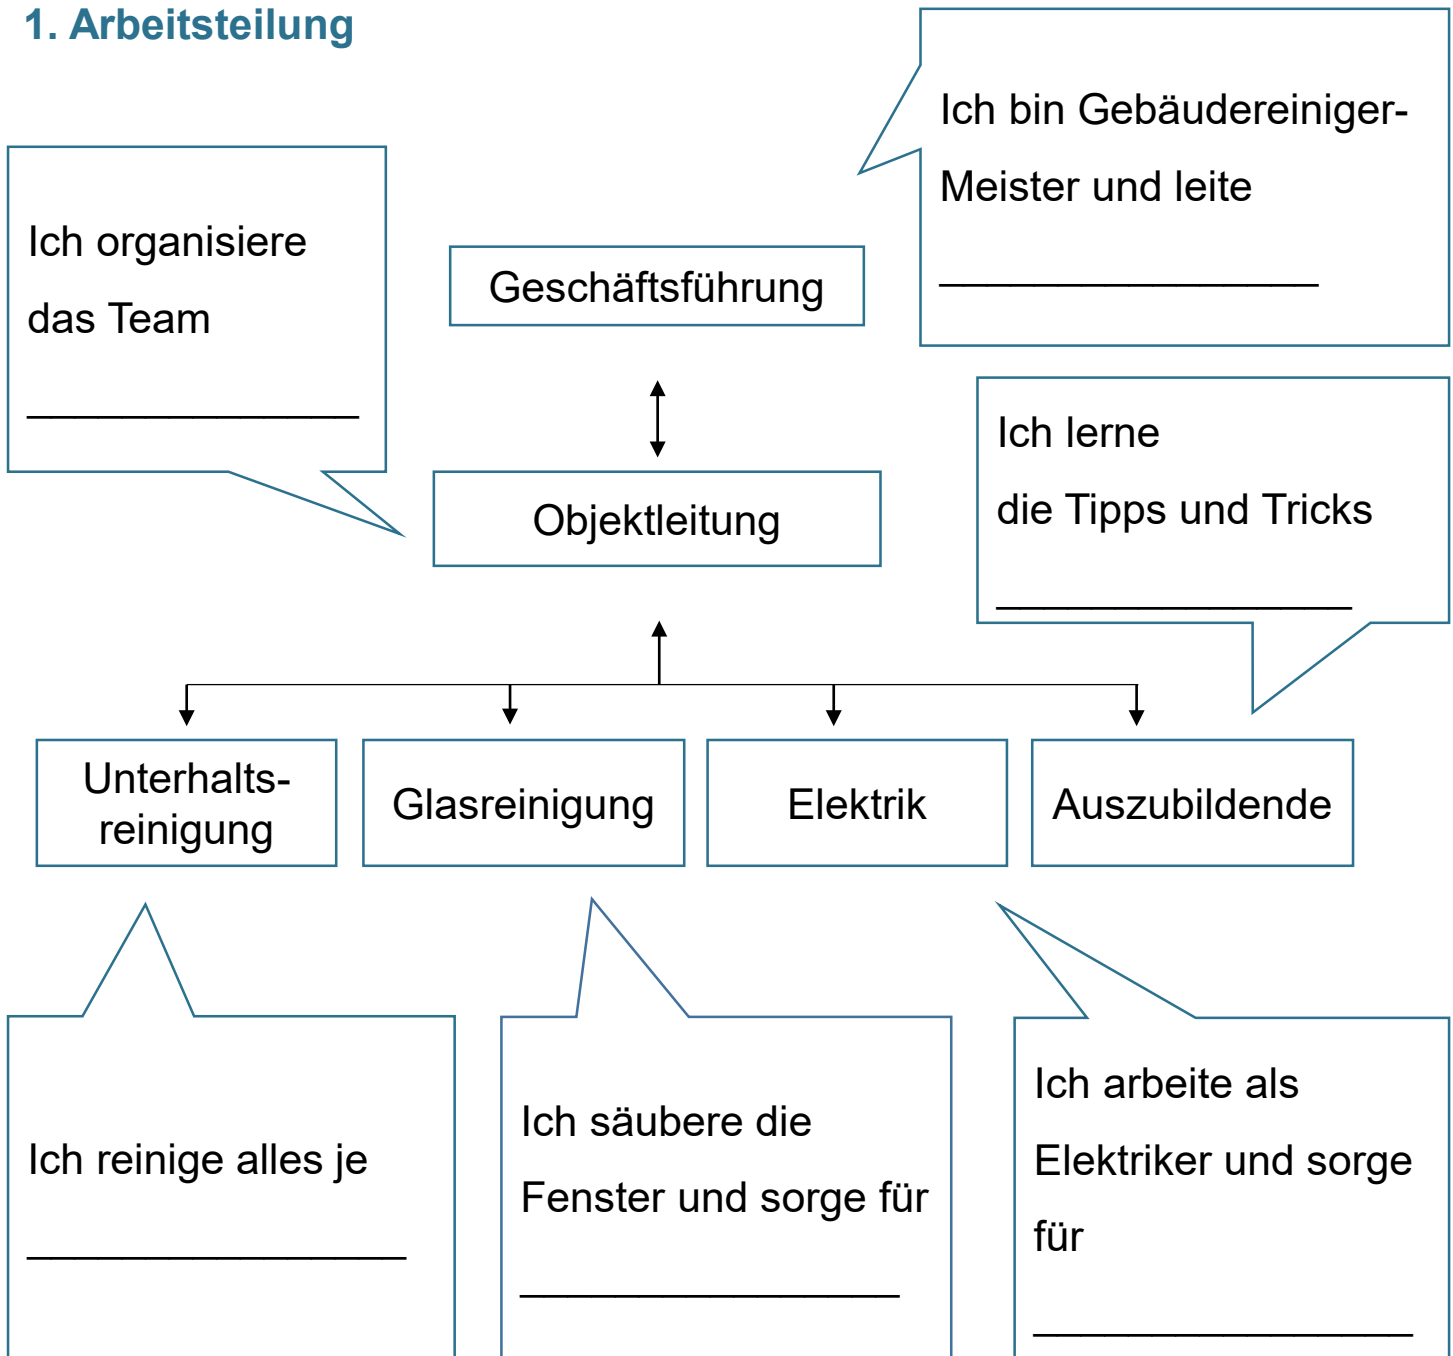 1. Arbeitsteilung
Ich bin Gebäudereiniger-
Meister und leite
________________
Ich organisiere
das Team
______________
Geschäftsführung
Ich lerne
die Tipps und Tricks
_______________
Objektleitung
Unterhalts-
reinigung
Glasreinigung
Elektrik
Auszubildende
Ich reinige alles je
________________
Ich säubere die
Fenster und sorge für
________________
Ich arbeite als
Elektriker und sorge
für
________________